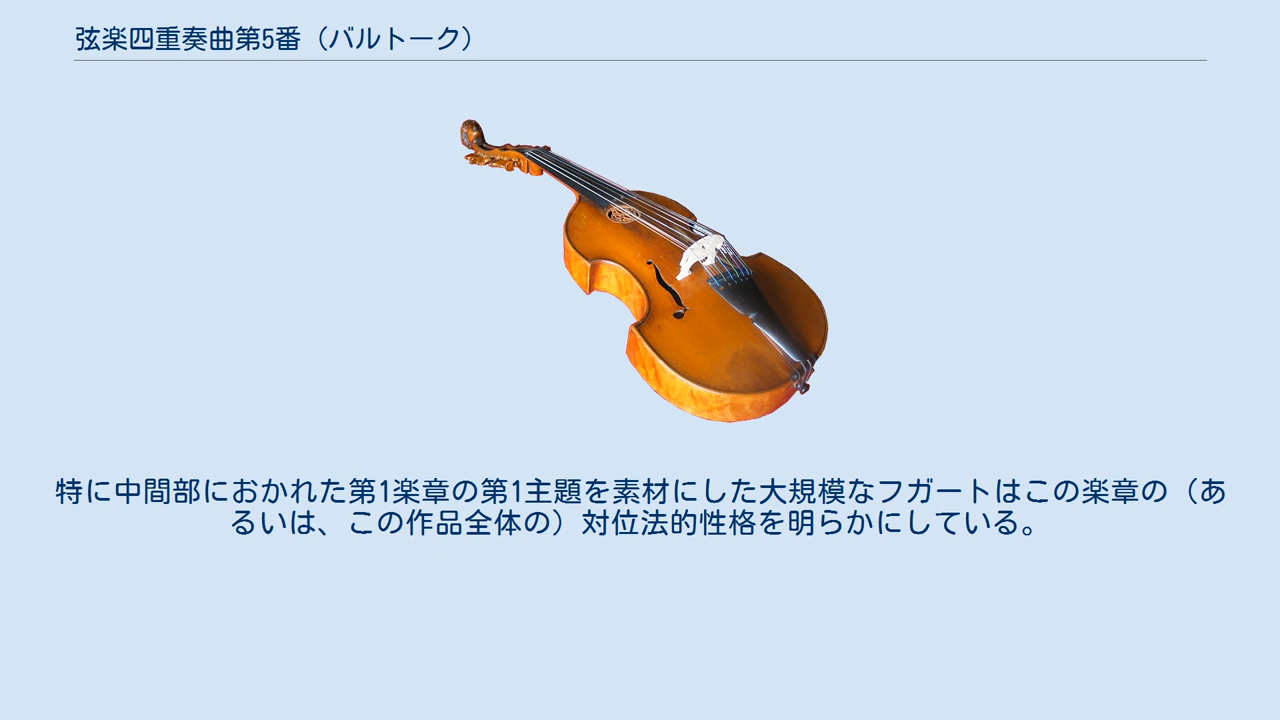 弦楽四重奏曲第5番（バルトーク）
特に中間部におかれた第1楽章の第1主題を素材にした大規模なフガートはこの楽章の（あ
るいは、この作品全体の）対位法的性格を明らかにしている。